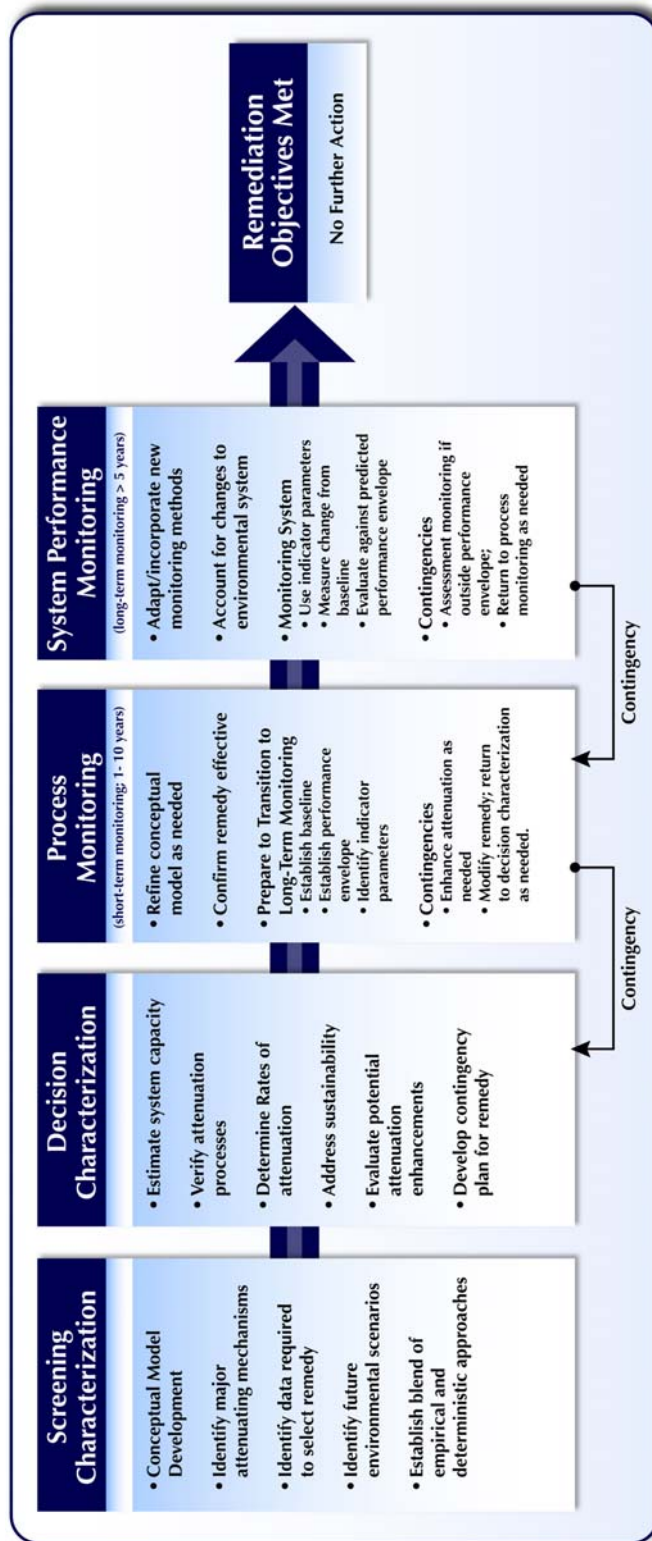 Screening
Characterization
• Conceptual Model
Development
• Identify major
attenuating mechanisms
• Identify data required
to select remedy
• Identify future
environmental scenarios
• Establish blend of
empirical and
deterministic approaches
Decision
Characterization
• Estimate system capacity
• Verify attenuation
processes
• Determine Rates of
attenuation
• Address sustainability
• Evaluate potential
attenuation
enhancements
• Develop contingency
plan for remedy
Process
Monitoring
(short-term monitoring; 1- 10 years)
• Refine conceptual
model as needed
• Confirm remedy effective
• Prepare to Transition to
Long-Term Monitoring
• Establish baseline
• Establish performance
envelope
• Identify indicator
parameters
• Contingencies
• Enhance attenuation as
needed
• Modify remedy; return
to decision characterization
as needed.
System Performance
Monitoring
(long-term monitoring > 5 years)
• Adapt/incorporate new
monitoring methods
• Account for changes to
environmental system
• Monitoring System
• Use indicator parameters
• Measure change from
baseline
• Evaluate against predicted
performance envelope
• Contingencies
• Assessment monitoring if
outside performance
envelope;
• Return to process
monitoring as needed
Remediation
Objectives Met
No Further Action
Contingency
Contingency